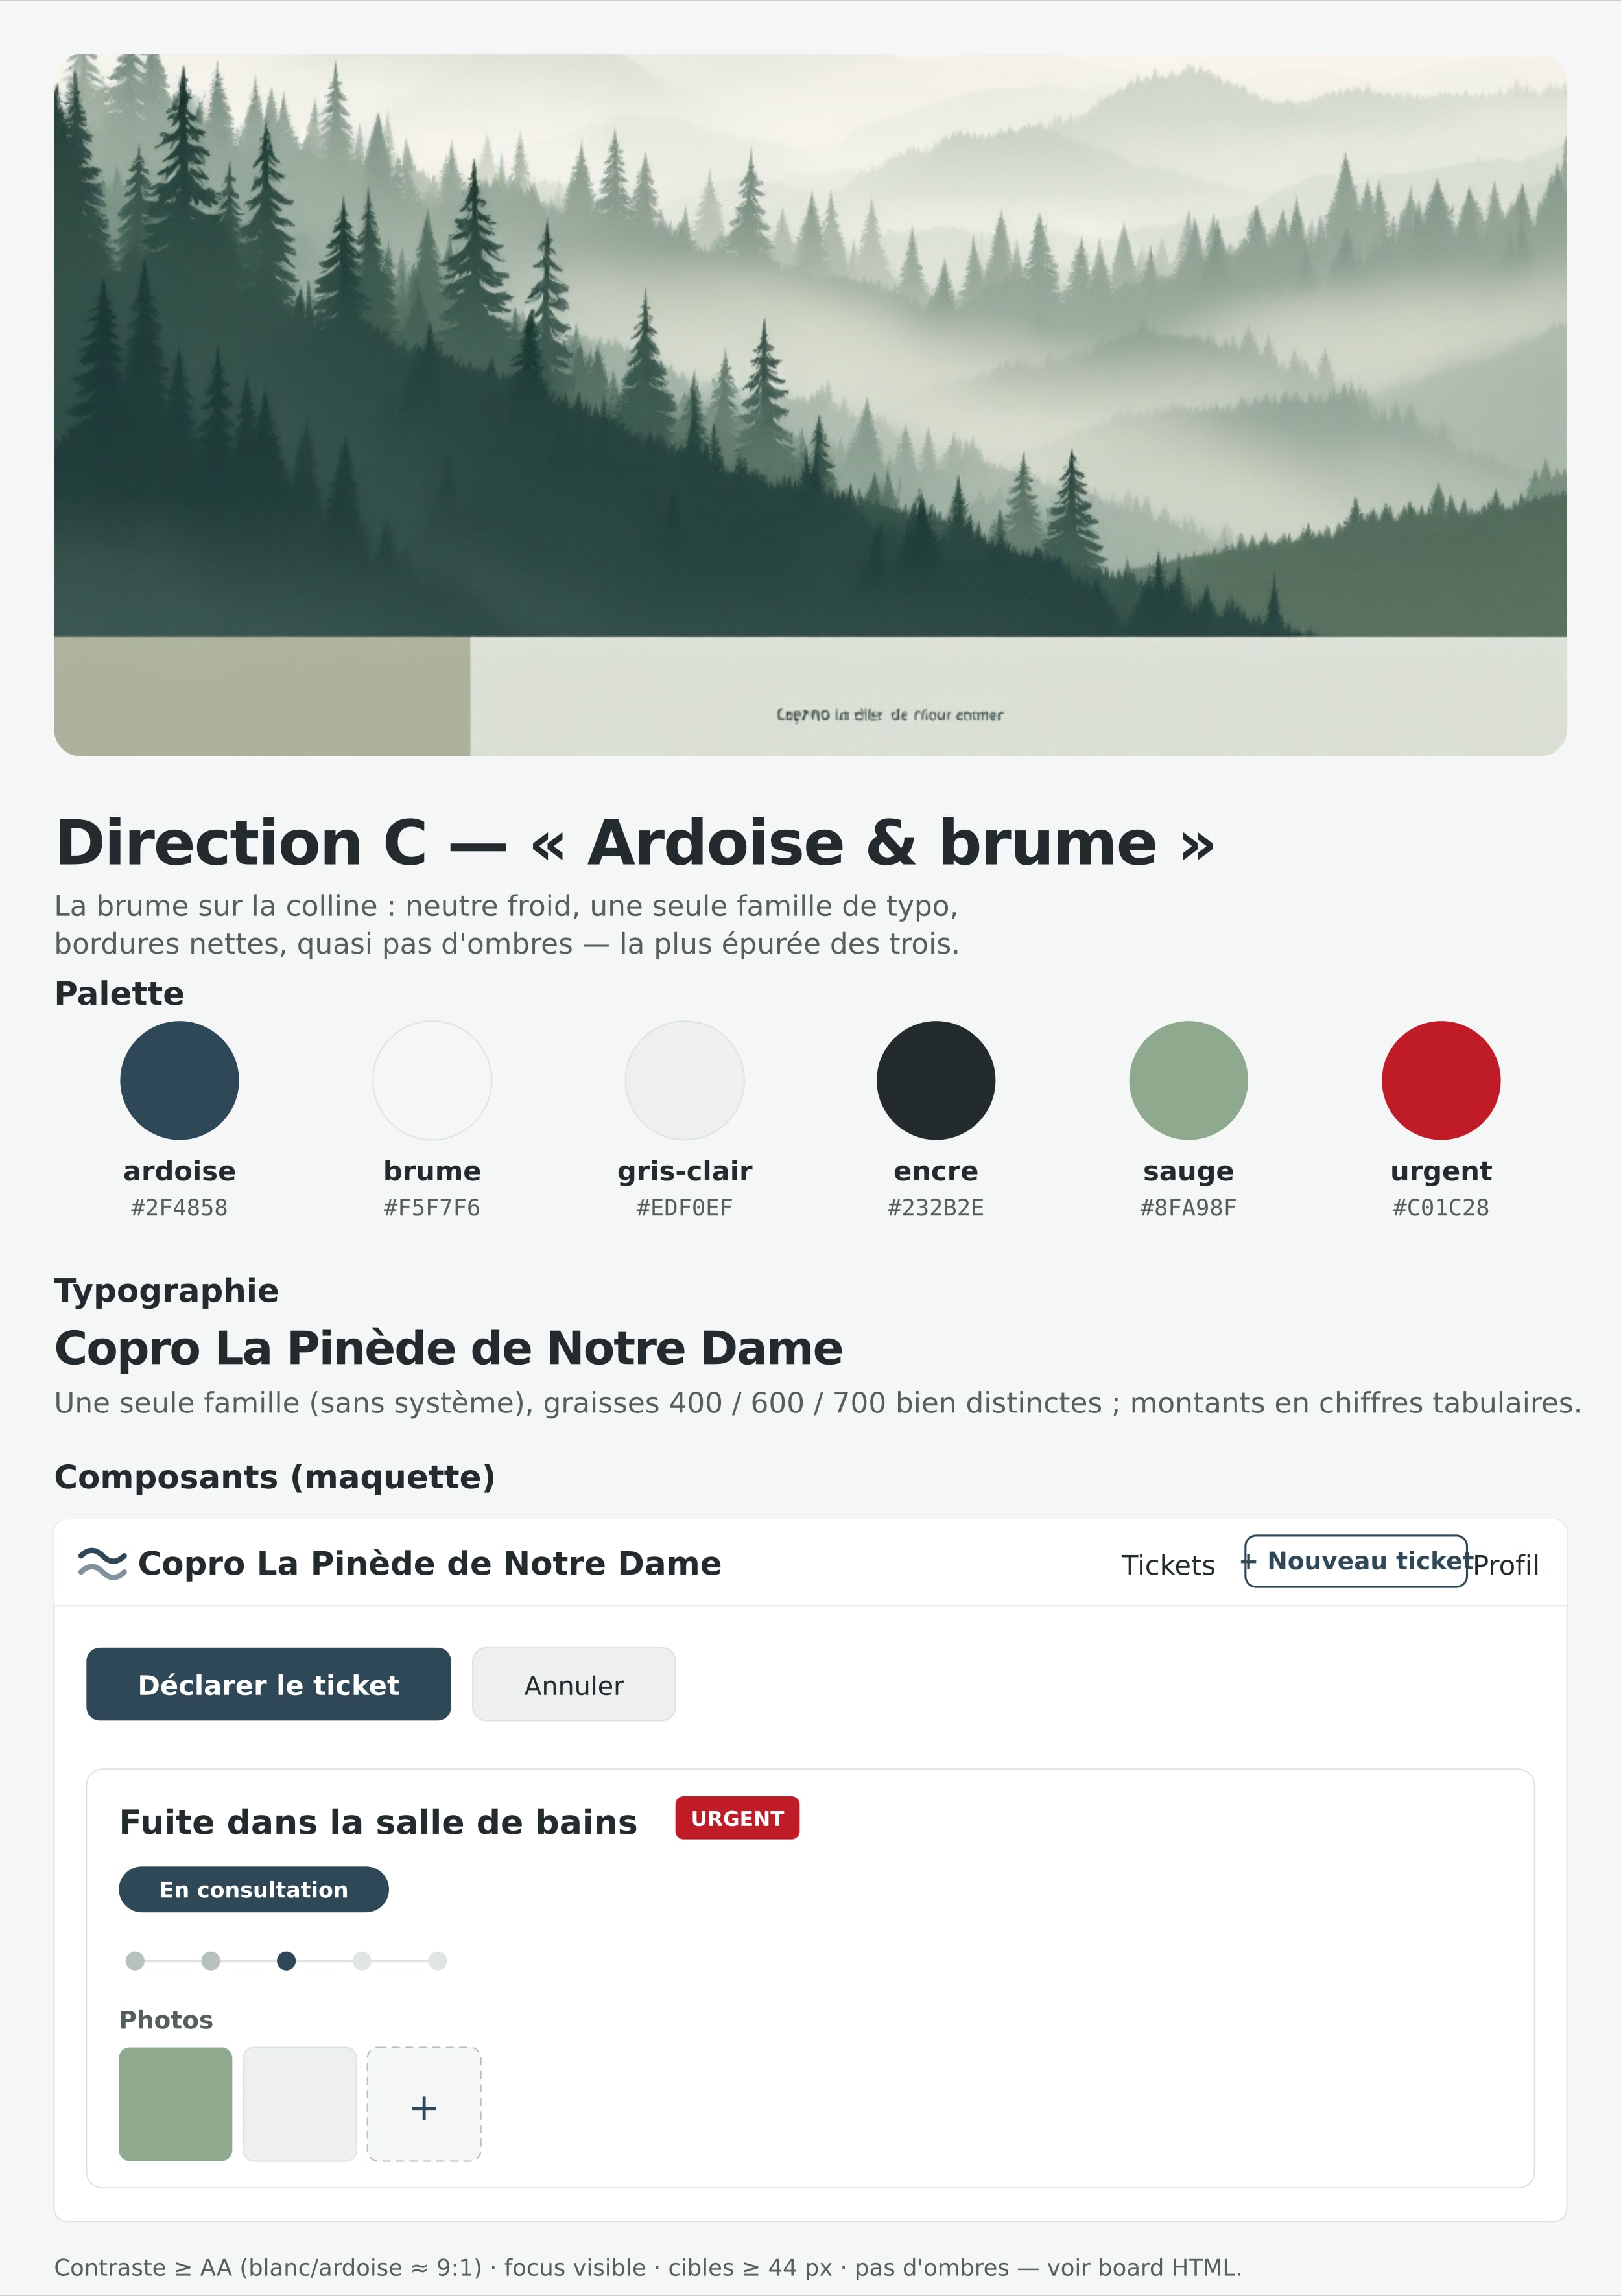 de
Direction C — « Ardoise & brume »
La brume sur la colline : neutre froid, une seule famille de typo,
bordures nettes, quasi pas d'ombres — la plus épurée des trois.
Palette
ardoise brume gris-clair encre sauge urgent
#2F4858 #F5F7F6 #EDF0EF #232B2E #8FA98F #C01C28
Typographie
Copro La Pinède de Notre Dame
Une seule famille (sans système), graisses 400 / 600 / 700 bien distinctes ; montants en chiffres tabulaires.
Composants (maquette)
Copro La Pinède de Notre Dame Tickets + Nouveau ticket Profil
Déclarer le ticket Annuler
Fuite dans la salle de bains URGENT
En consultation
Photos
+
Contraste ≥ AA (blanc/ardoise ≈ 9:1) · focus visible · cibles ≥ 44 px · pas d'ombres — voir board HTML.